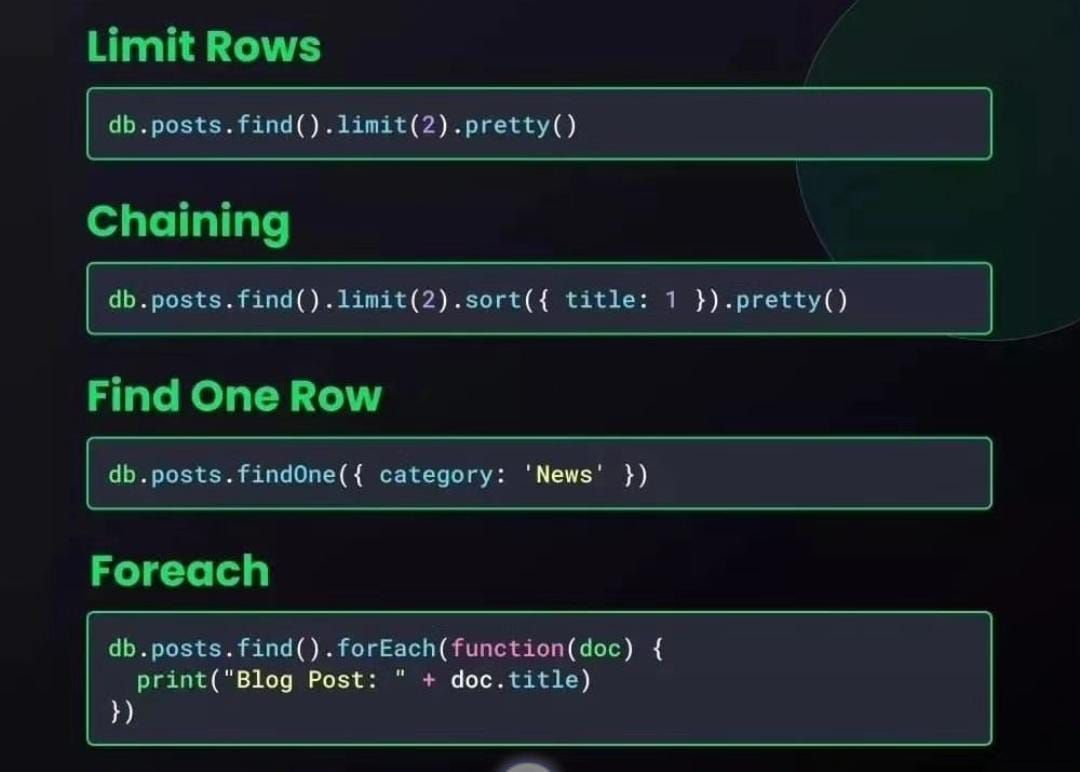 Limit Rows
db.posts.find().limit(2).pretty()
Chaining
db.posts.find().limit(2).sort({ title: 1 }).pretty()
Find One Row
db.posts.findOne({ category: 'News' })
Foreach
db.posts.find().forEach(function(doc) {
  print("Blog Post: " + doc.title)
})